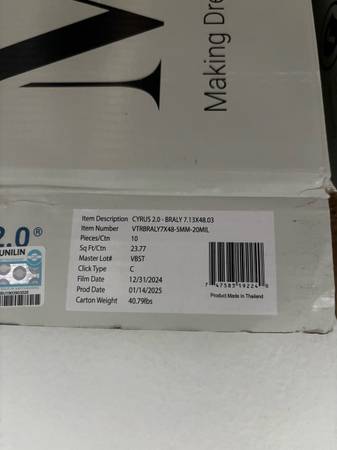 M
Making Dre
2.0®
UNILIN
Item Description CYRUS 2.0 - BRALY 7.13X48.03
Item Number VTRBRALY7X48-5MM-20MIL
Pieces/Ctn 10
Sq Ft/Ctn 23.77
Master Lot# VBST
Click Type C
Film Date 12/31/2024
Prod Date 01/14/2025
Carton Weight 40.79lbs
Product Made in Thailand